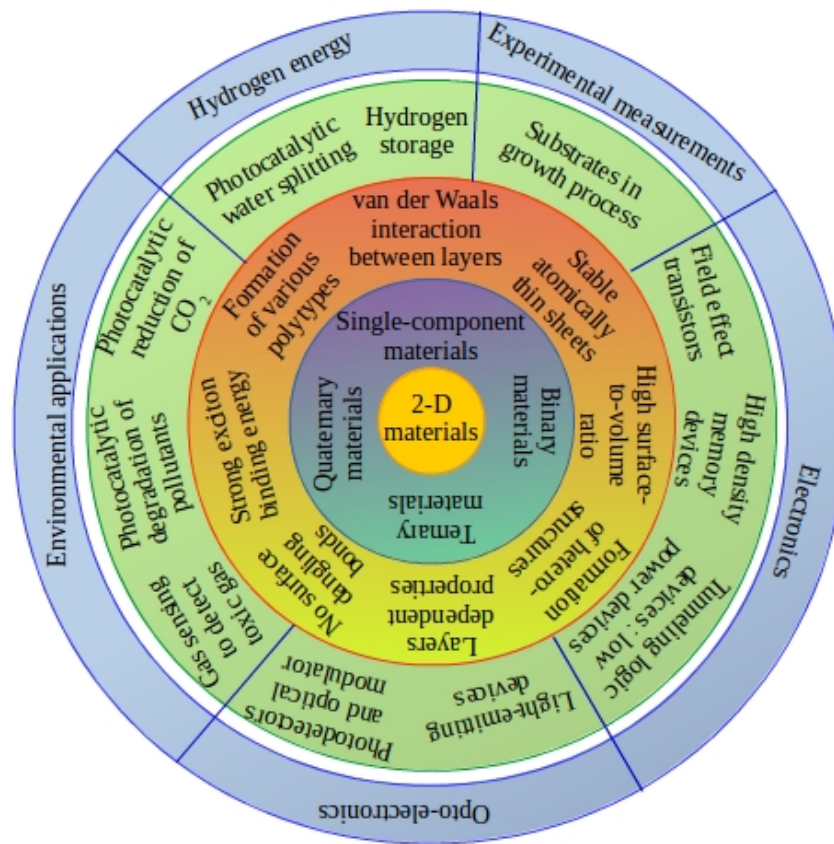 Hydrogen energy
Experimental measurements
Electronics
Opto-electronics
Environmental applications
Photocatalytic
water splitting
Hydrogen
storage
Substrates in
growth process
Field effect
transistors
High density
memory
devices
Tunneling logic
devices: low
power devices
Light-emitting
devices
Photodetectors
and optical
modulator
Gas sensing
to detect
toxic gas
Photocatalytic
degradation of
pollutants
Photocatalytic
reduction of
CO2
van der Waals
interaction
between layers
Stable
atomically
thin sheets
High surface-
to-volume
ratio
Formation
of hetero-
structures
Layers
dependent
properties
No surface
dangling
bonds
Strong exciton
binding energy
Formation
of various
polytypes
Single-component
materials
Binary
materials
Ternary
materials
Quaternary
materials
2-D
materials